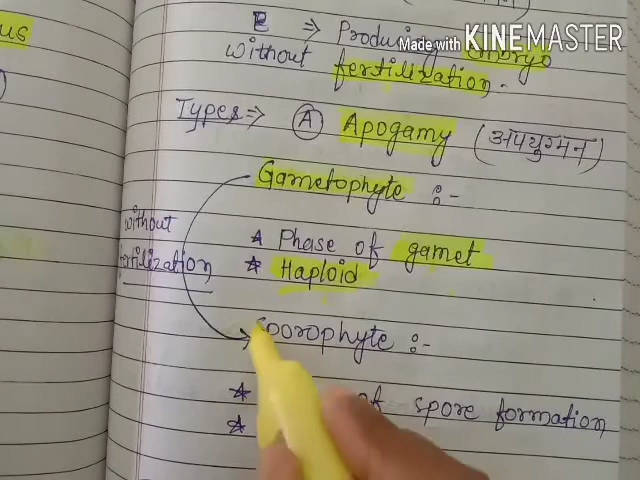 us
E ⇒ Producing embryo
Made with KINEMASTER
without fertilization.
Types ⇒ (A) Apogamy (अपयुग्मन)
Gametophyte :-
without
fertilization
★ Phase of gamet
★ Haploid
Sporophyte :-
★ of spore formation
★